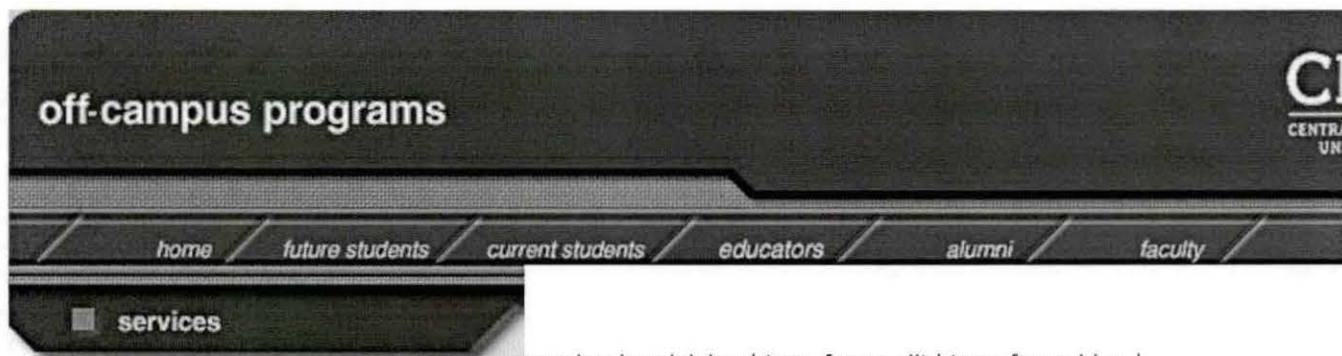 off-campus programs
home future students current students educators alumni faculty
services